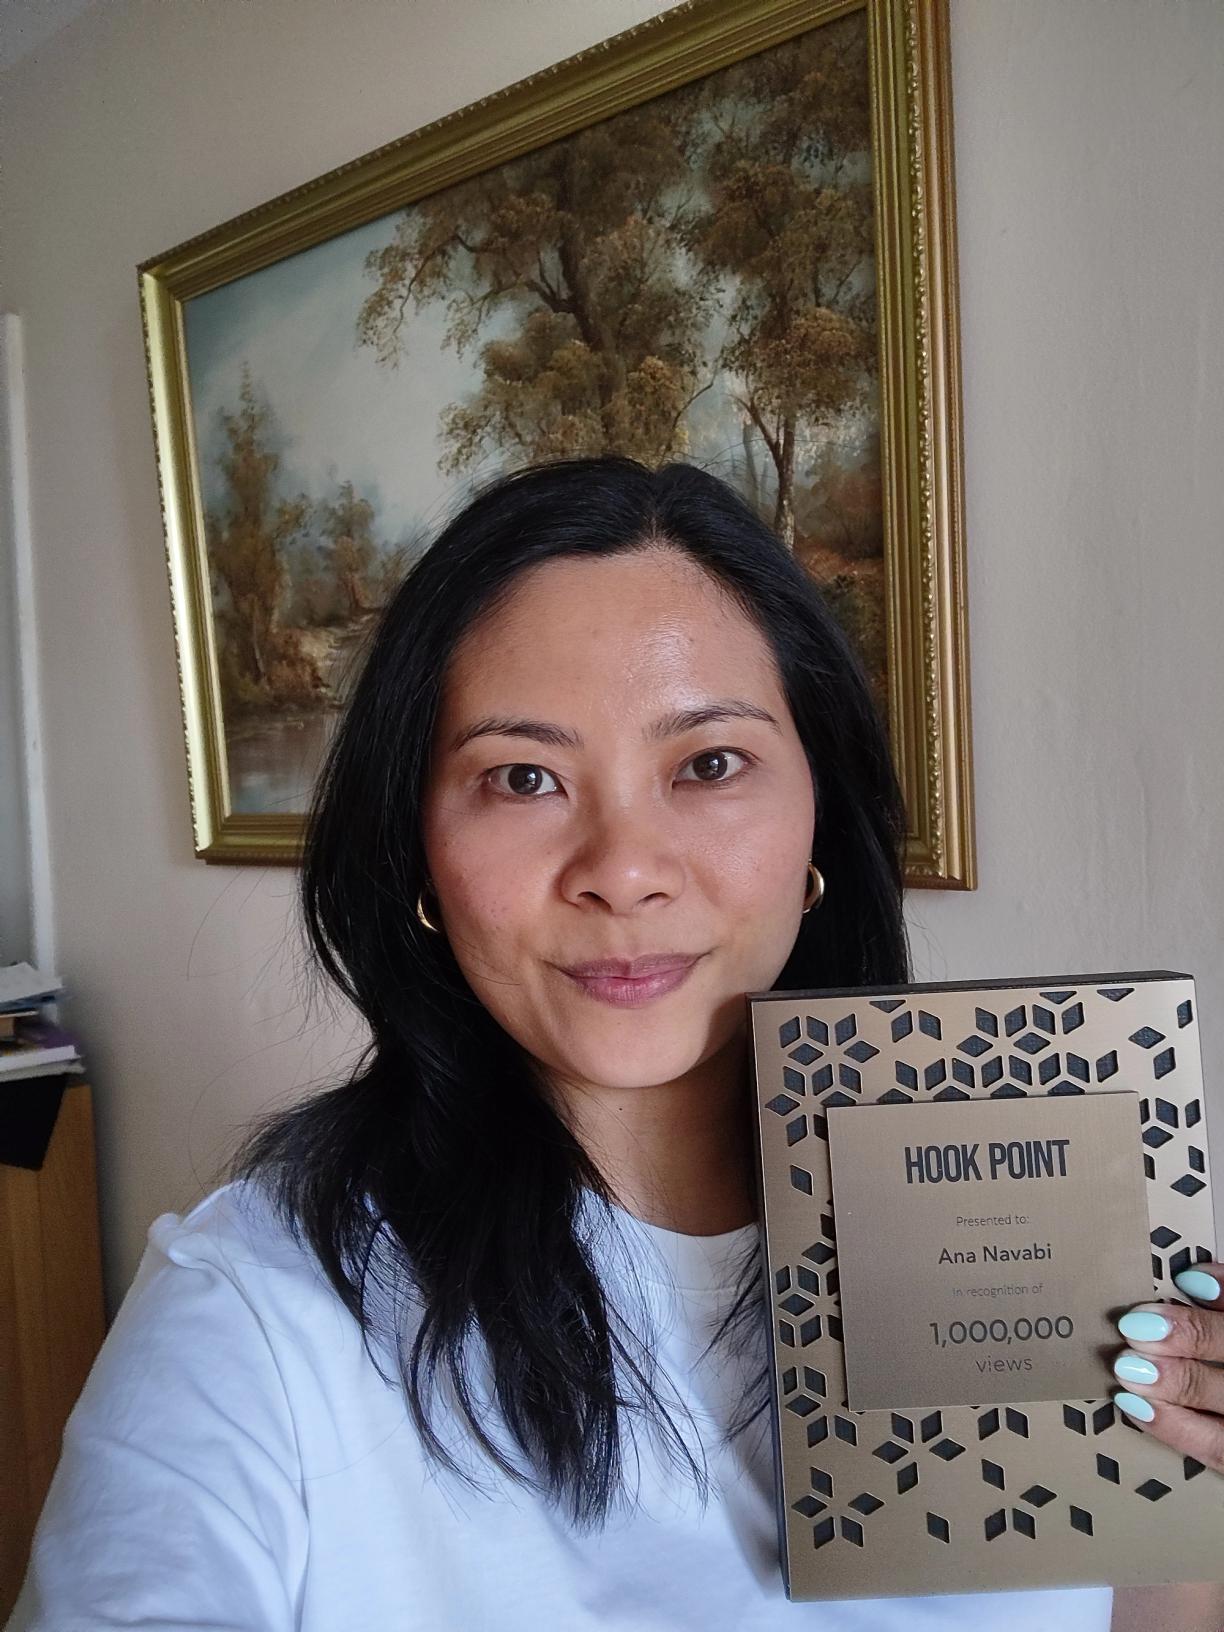 HOOK POINT
Presented to:
Ana Navabi
In recognition of
1,000,000
views